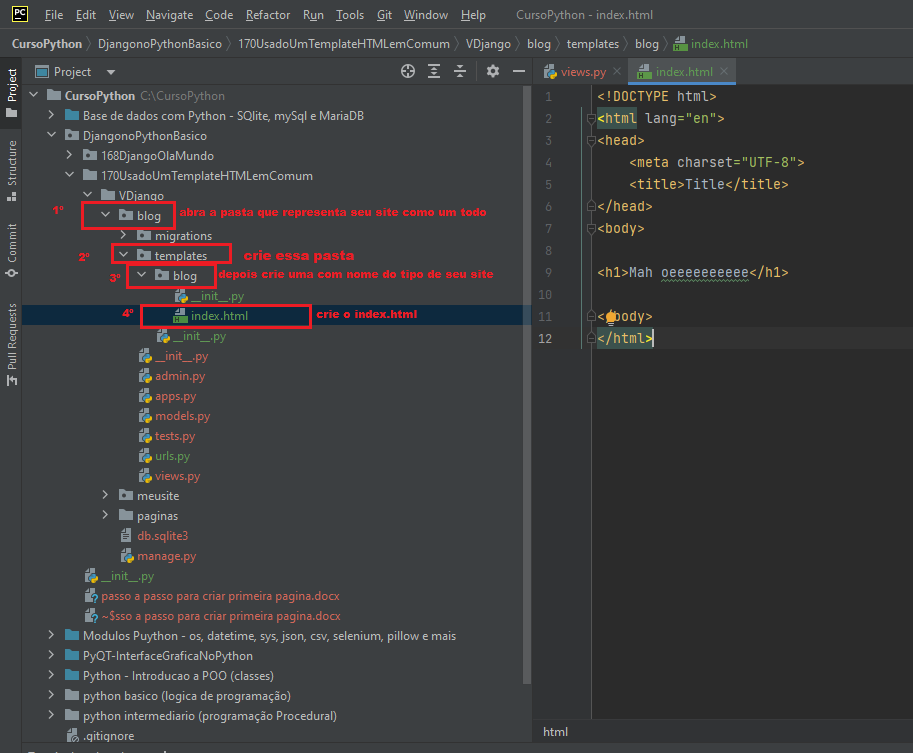 PC File Edit View Navigate Code Refactor Run Tools Git Window Help CursoPython - index.html
CursoPython DjangonoPythonBasico 170UsadoUmTemplateHTMLemComum VDjango blog templates blog index.html
Project
Structure
Commit
Pull Requests
Project
CursoPython C:\CursoPython
Base de dados com Python - SQlite, mySql e MariaDB
DjangonoPythonBasico
168DjangoOlaMundo
170UsadoUmTemplateHTMLemComum
VDjango
1º blog abra a pasta que representa seu site como um todo
migrations
2º templates crie essa pasta
3º blog depois crie uma com nome do tipo de seu site
__init__.py
4º index.html crie o index.html
__init__.py
__init__.py
admin.py
apps.py
models.py
tests.py
urls.py
views.py
meusite
paginas
db.sqlite3
manage.py
__init__.py
passo a passo para criar primeira pagina.docx
~$sso a passo para criar primeira pagina.docx
Modulos Puython - os, datetime, sys, json, csv, selenium, pillow e mais
PyQT-InterfaceGraficaNoPython
Python - Introducao a POO (classes)
python basico (logica de programação)
python intermediario (programação Procedural)
.gitignore
views.py index.html
1 <!DOCTYPE html>
2 <html lang="en">
3 <head>
4 <meta charset="UTF-8">
5 <title>Title</title>
6 </head>
7 <body>
8
9 <h1>Mah oeeeeeeeeeee</h1>
10
11 < body>
12 </html>
html